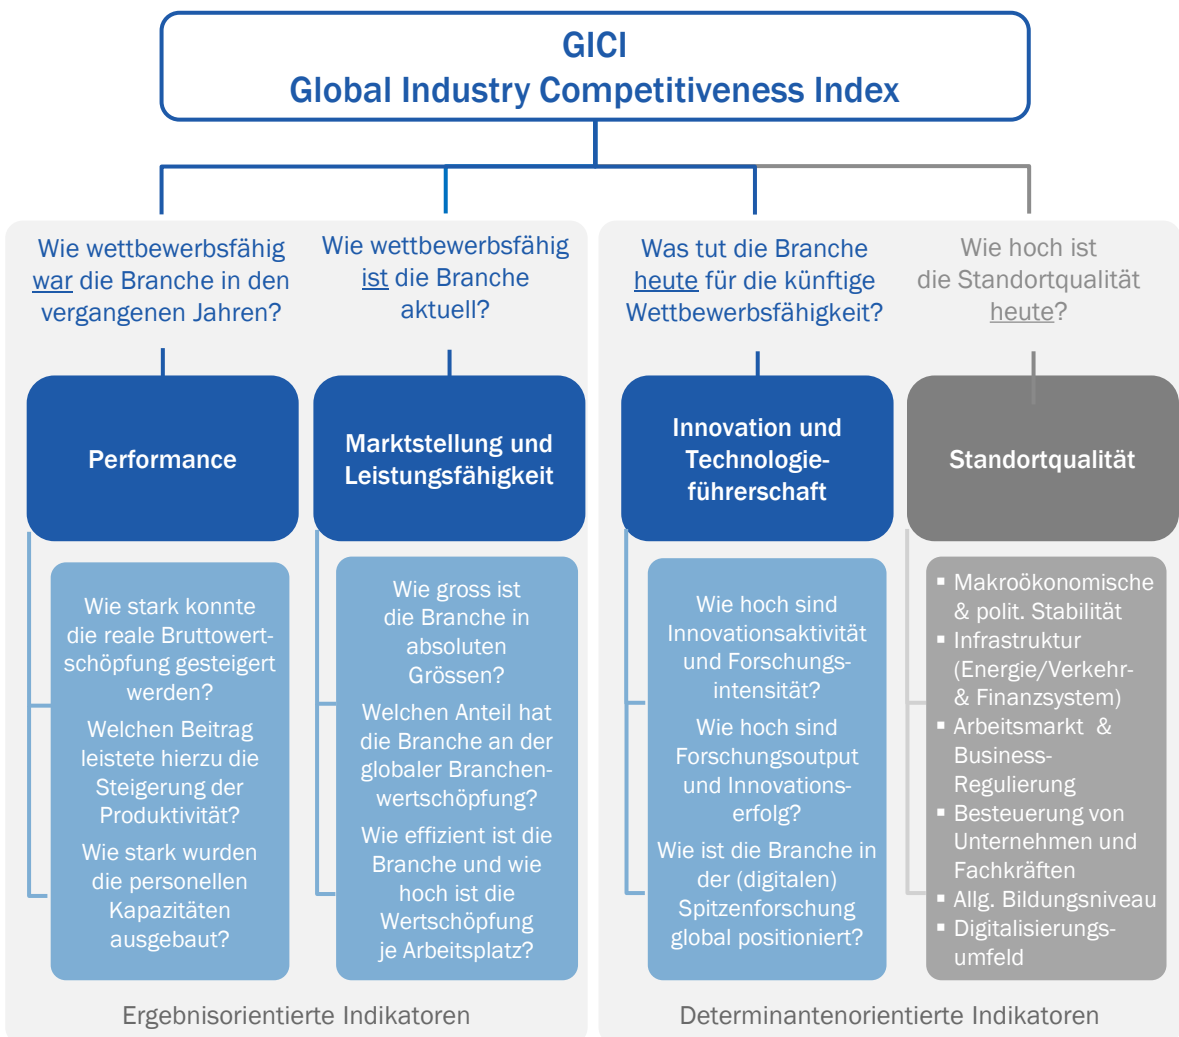 GICI
Global Industry Competitiveness Index
Wie wettbewerbsfähig
war die Branche in den
vergangenen Jahren?
Wie wettbewerbsfähig
ist die Branche
aktuell?
Was tut die Branche
heute für die künftige
Wettbewerbsfähigkeit?
Wie hoch ist
die Standortqualität
heute?
Performance
Marktstellung und
Leistungsfähigkeit
Innovation und
Technologie-
führerschaft
Standortqualität
Wie stark konnte
die reale Bruttowert-
schöpfung gesteigert
werden?
Welchen Beitrag
leistete hierzu die
Steigerung der
Produktivität?
Wie stark wurden
die personellen
Kapazitäten
ausgebaut?
Wie gross ist
die Branche in
absoluten
Grössen?
Welchen Anteil hat
die Branche an der
globaler Branchen-
wertschöpfung?
Wie effizient ist die
Branche und wie
hoch ist die
Wertschöpfung
je Arbeitsplatz?
Wie hoch sind
Innovationsaktivität
und Forschungs-
intensität?
Wie hoch sind
Forschungsoutput
und Innovations-
erfolg?
Wie ist die Branche in
der (digitalen)
Spitzenforschung
global positioniert?
▪ Makroökonomische
& polit. Stabilität
▪ Infrastruktur
(Energie/Verkehr-
& Finanzsystem)
▪ Arbeitsmarkt &
Business-
Regulierung
▪ Besteuerung von
Unternehmen und
Fachkräften
▪ Allg. Bildungsniveau
▪ Digitalisierungs-
umfeld
Ergebnisorientierte Indikatoren
Determinantenorientierte Indikatoren